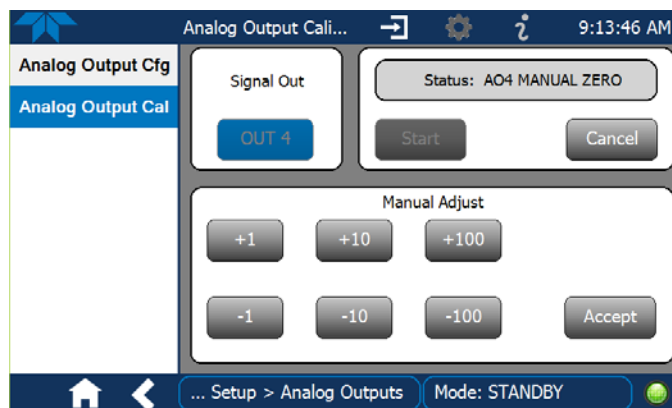 Analog Output Cali... 9:13:46 AM
Analog Output Cfg
Analog Output Cal
Signal Out
OUT 4
Status: AO4 MANUAL ZERO
Start
Cancel
Manual Adjust
+1
+10
+100
-1
-10
-100
Accept
... Setup > Analog Outputs
Mode: STANDBY